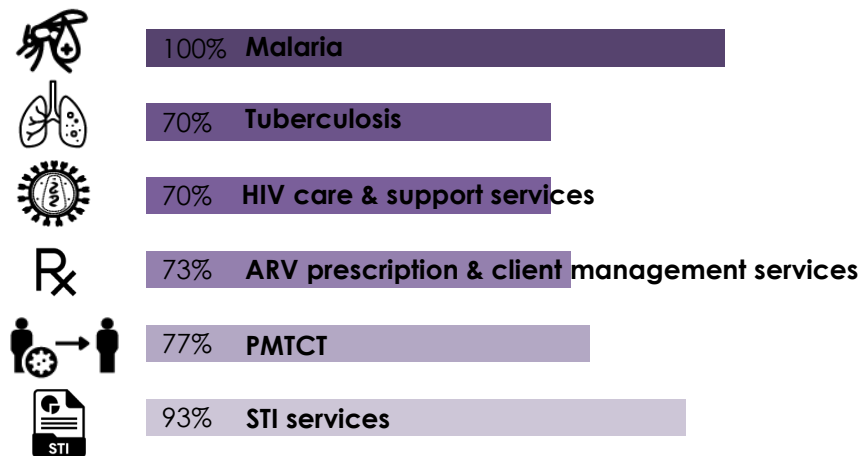 100% Malaria
70% Tuberculosis
70% HIV care & support services
Rx
73% ARV prescription & client management services
77% PMTCT
93% STI services
STI